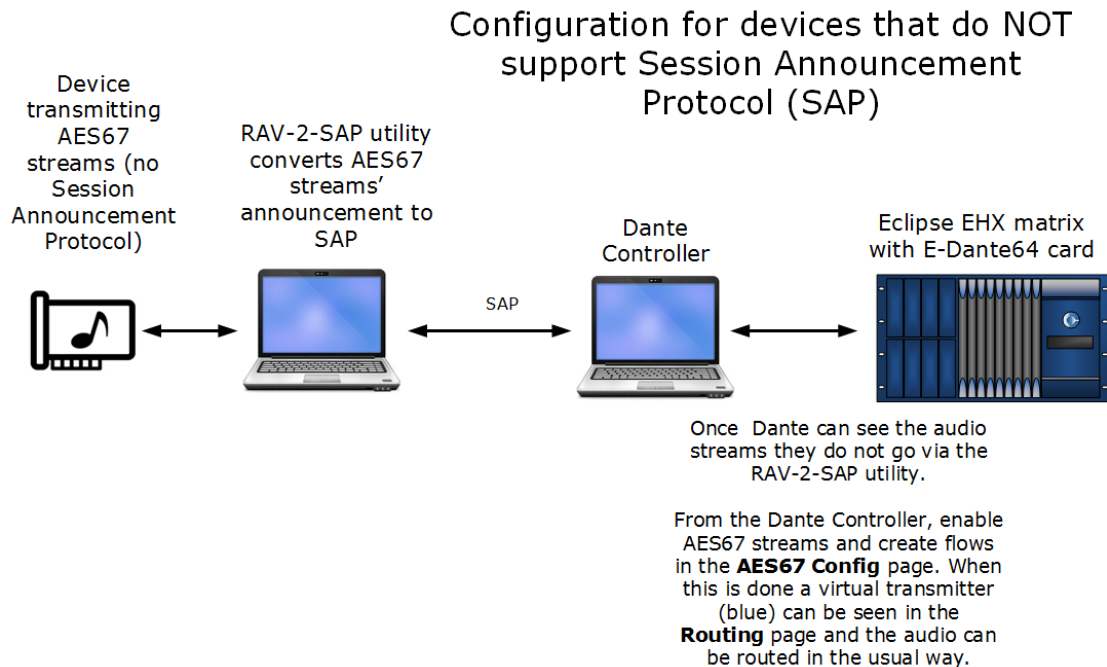 Configuration for devices that do NOT
support Session Announcement
Protocol (SAP)
Device
transmitting
AES67
streams (no
Session
Announcement
Protocol)
RAV-2-SAP utility
converts AES67
streams’
announcement to
SAP
SAP
Dante
Controller
Eclipse EHX matrix
with E-Dante64 card
Once  Dante can see the audio
streams they do not go via the
RAV-2-SAP utility.
From the Dante Controller, enable
AES67 streams and create flows
in the AES67 Config page. When
this is done a virtual transmitter
(blue) can be seen in the
Routing page and the audio can
be routed in the usual way.